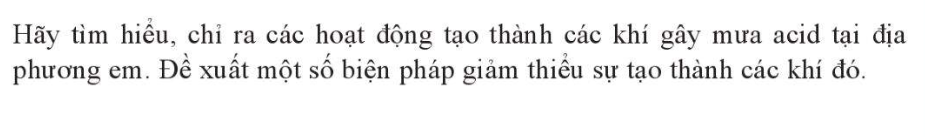 Hãy tìm hiểu, chỉ ra các hoạt động tạo thành các khí gây mưa acid tại địa
phương em. Đề xuất một số biện pháp giảm thiểu sự tạo thành các khí đó.